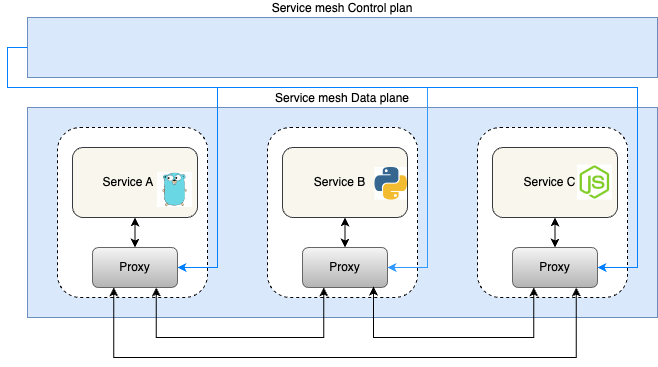 Service mesh Control plan
Service mesh Data plane
Service A
Service B
Service C
JS
Proxy
Proxy
Proxy